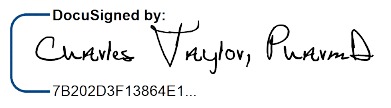 DocuSigned by:
Charles Taylor, PharmD
7B202D3F13864E1...